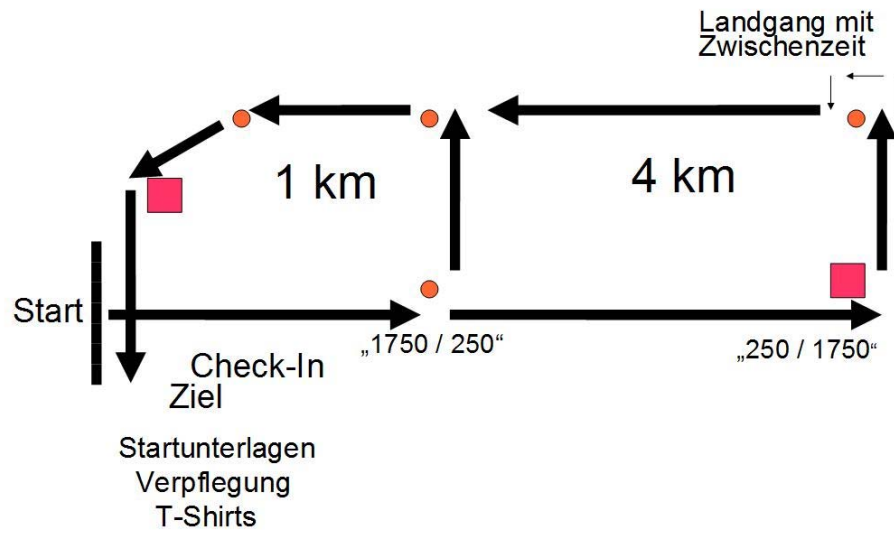 Landgang mit
Zwischenzeit
1 km
4 km
Start
„1750 / 250“
„250 / 1750“
Check-In
Ziel
Startunterlagen
Verpflegung
T-Shirts